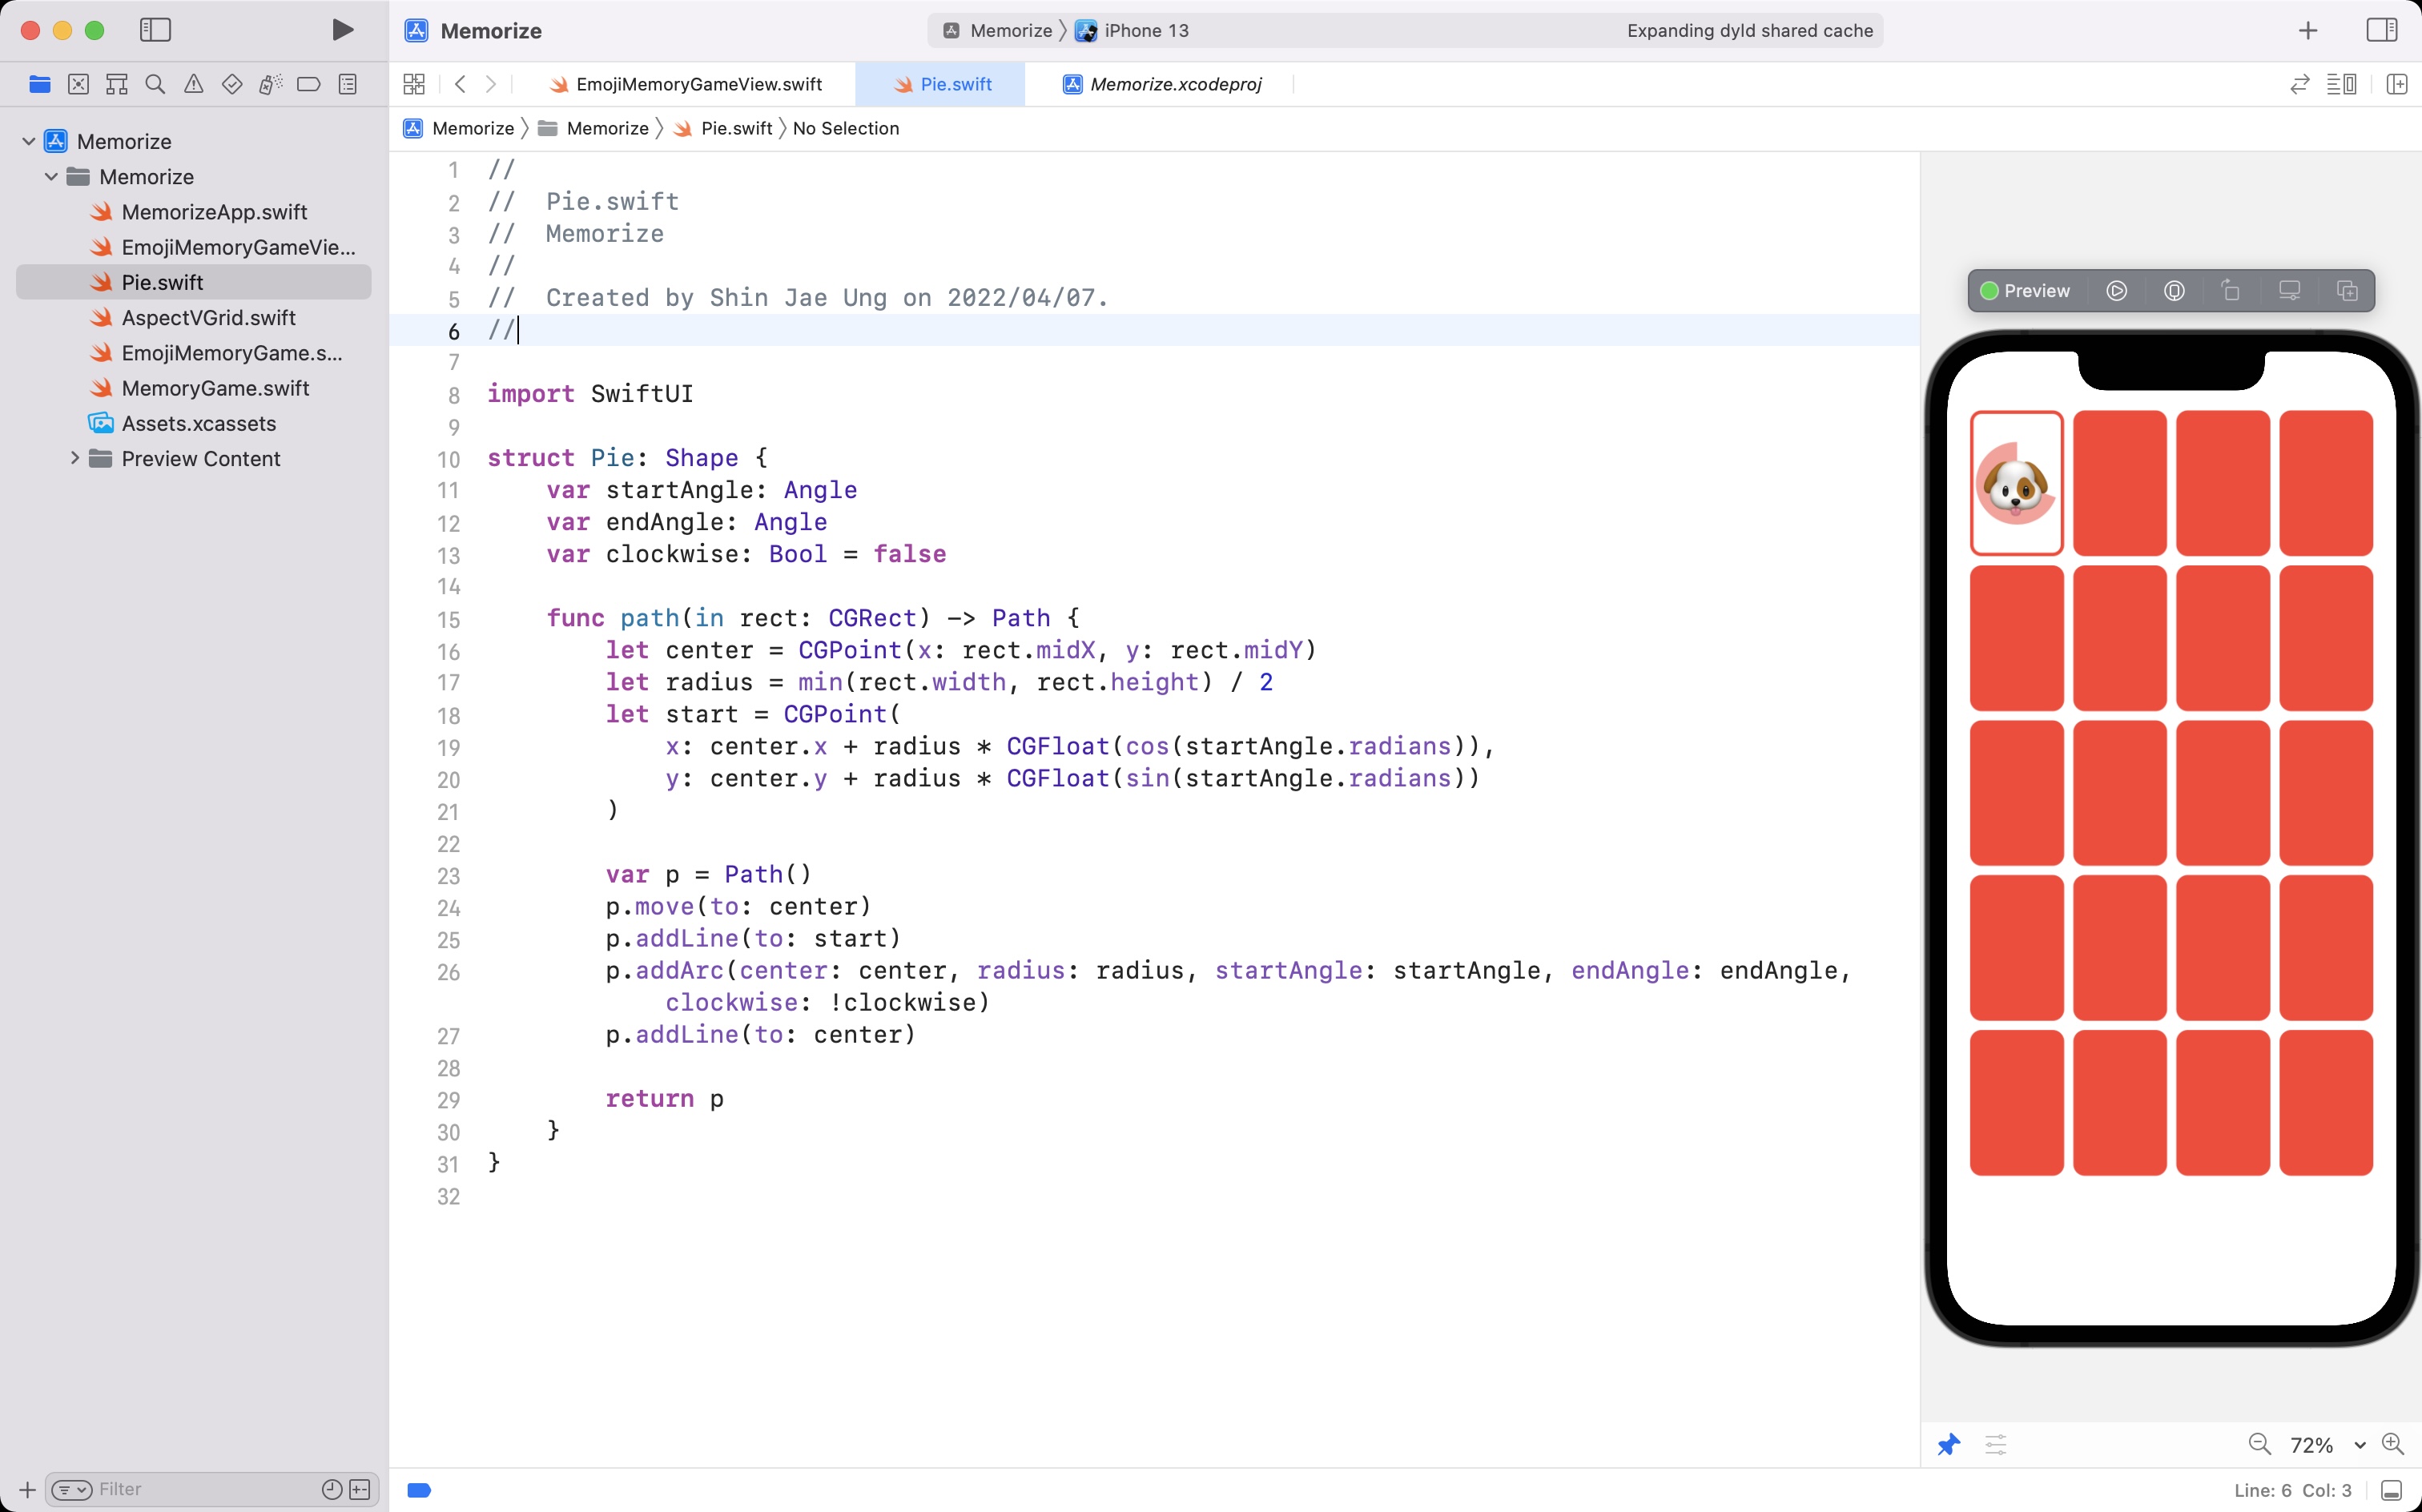 Memorize
Memorize iPhone 13
Expanding dyld shared cache
EmojiMemoryGameView.swift
Pie.swift
Memorize.xcodeproj
Memorize Memorize Pie.swift No Selection
Memorize
Memorize
MemorizeApp.swift
EmojiMemoryGameVie...
Pie.swift
AspectVGrid.swift
EmojiMemoryGame.s...
MemoryGame.swift
Assets.xcassets
Preview Content
Filter
1 //
2 //  Pie.swift
3 //  Memorize
4 //
5 //  Created by Shin Jae Ung on 2022/04/07.
6 //
7
8 import SwiftUI
9
10 struct Pie: Shape {
11     var startAngle: Angle
12     var endAngle: Angle
13     var clockwise: Bool = false
14
15     func path(in rect: CGRect) -> Path {
16         let center = CGPoint(x: rect.midX, y: rect.midY)
17         let radius = min(rect.width, rect.height) / 2
18         let start = CGPoint(
19             x: center.x + radius * CGFloat(cos(startAngle.radians)),
20             y: center.y + radius * CGFloat(sin(startAngle.radians))
21         )
22
23         var p = Path()
24         p.move(to: center)
25         p.addLine(to: start)
26         p.addArc(center: center, radius: radius, startAngle: startAngle, endAngle: endAngle,
clockwise: !clockwise)
27         p.addLine(to: center)
28
29         return p
30     }
31 }
32
Preview
72%
Line: 6 Col: 3